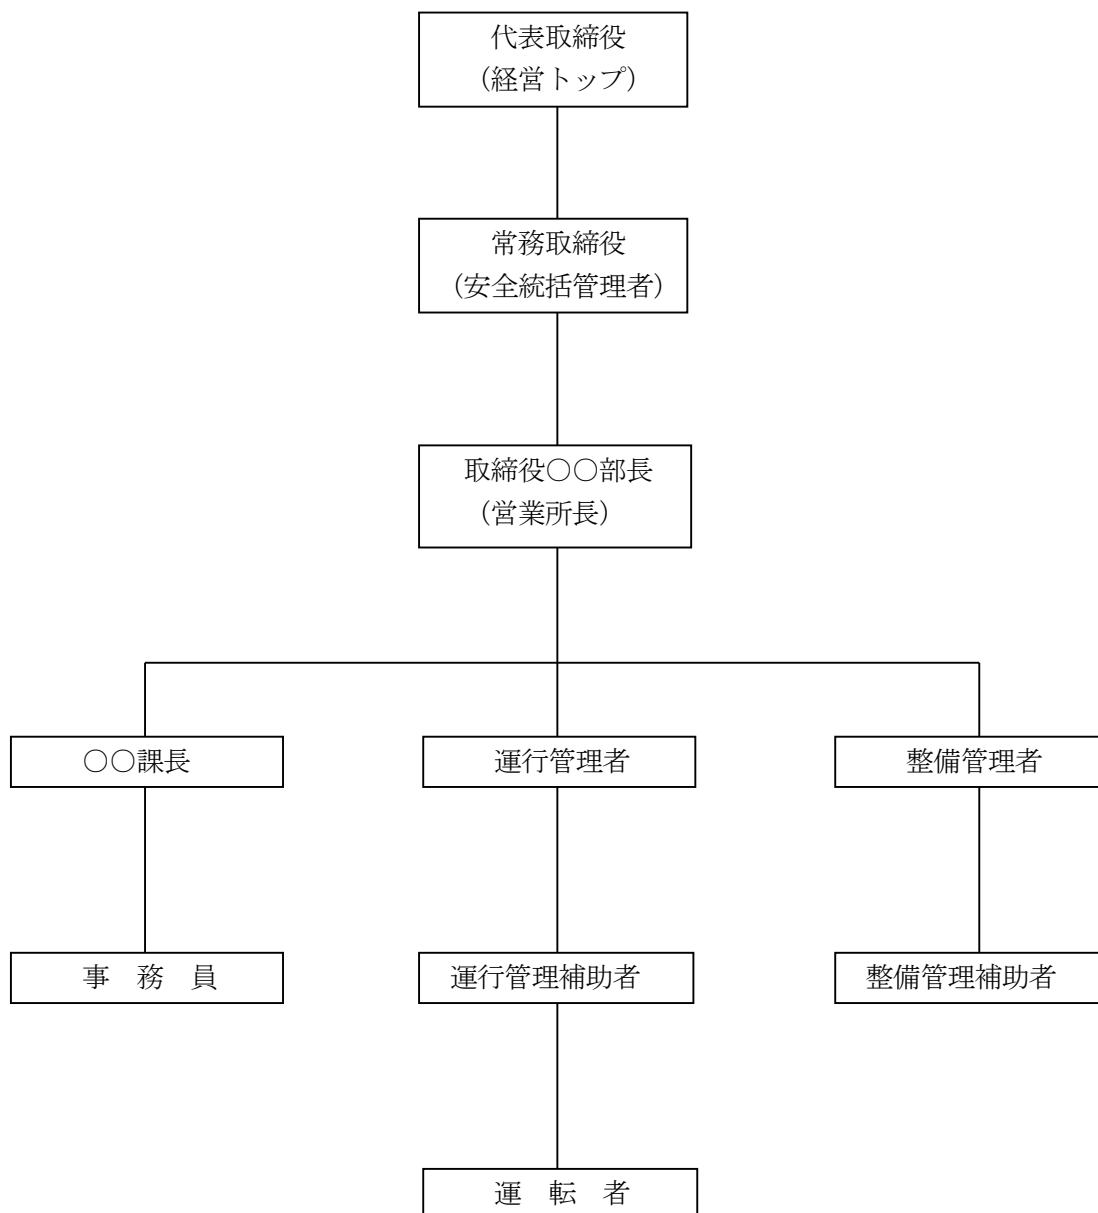 代表取締役
（経営トップ）
常務取締役
（安全統括管理者）
取締役○○部長
（営業所長）
○○課長
運行管理者
整備管理者
事　務　員
運行管理補助者
整備管理補助者
運　転　者